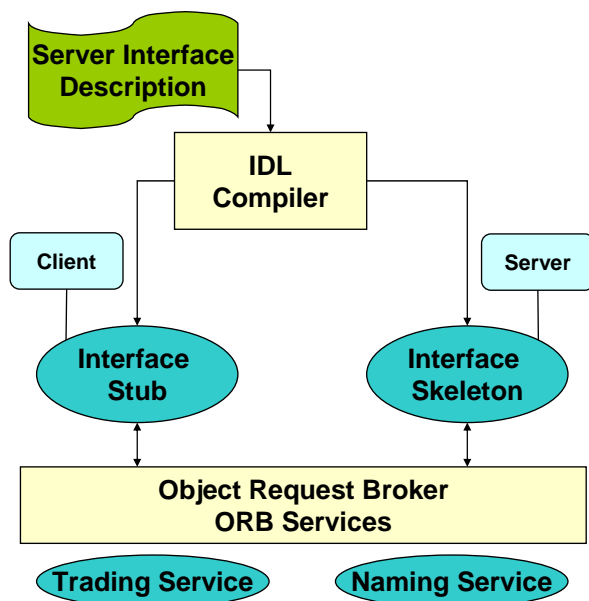 Server Interface
Description
IDL
Compiler
Client
Server
Interface
Stub
Interface
Skeleton
Object Request Broker
ORB Services
Trading Service
Naming Service